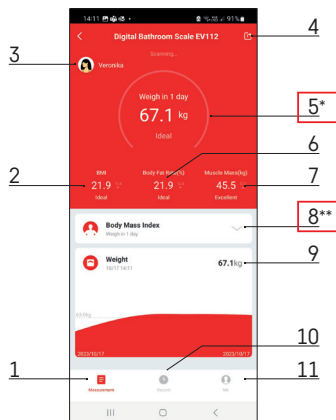 14:11
91%
Digital Bathroom Scale EV112
4
Scanning...
3
Veronika
Weigh in 1 day
67.1 kg
5*
Ideal
6
BMI
Body Fat Rate(%)
Muscle Mass(kg)
2
21.9
21.9
45.5
7
Ideal
Ideal
Excellent
Body Mass Index
Weigh in 1 day
8**
Weight
10/17 14:11
67.1kg
9
2023/10/17
2023/10/17
10
1
11
Measurement
Record
Me